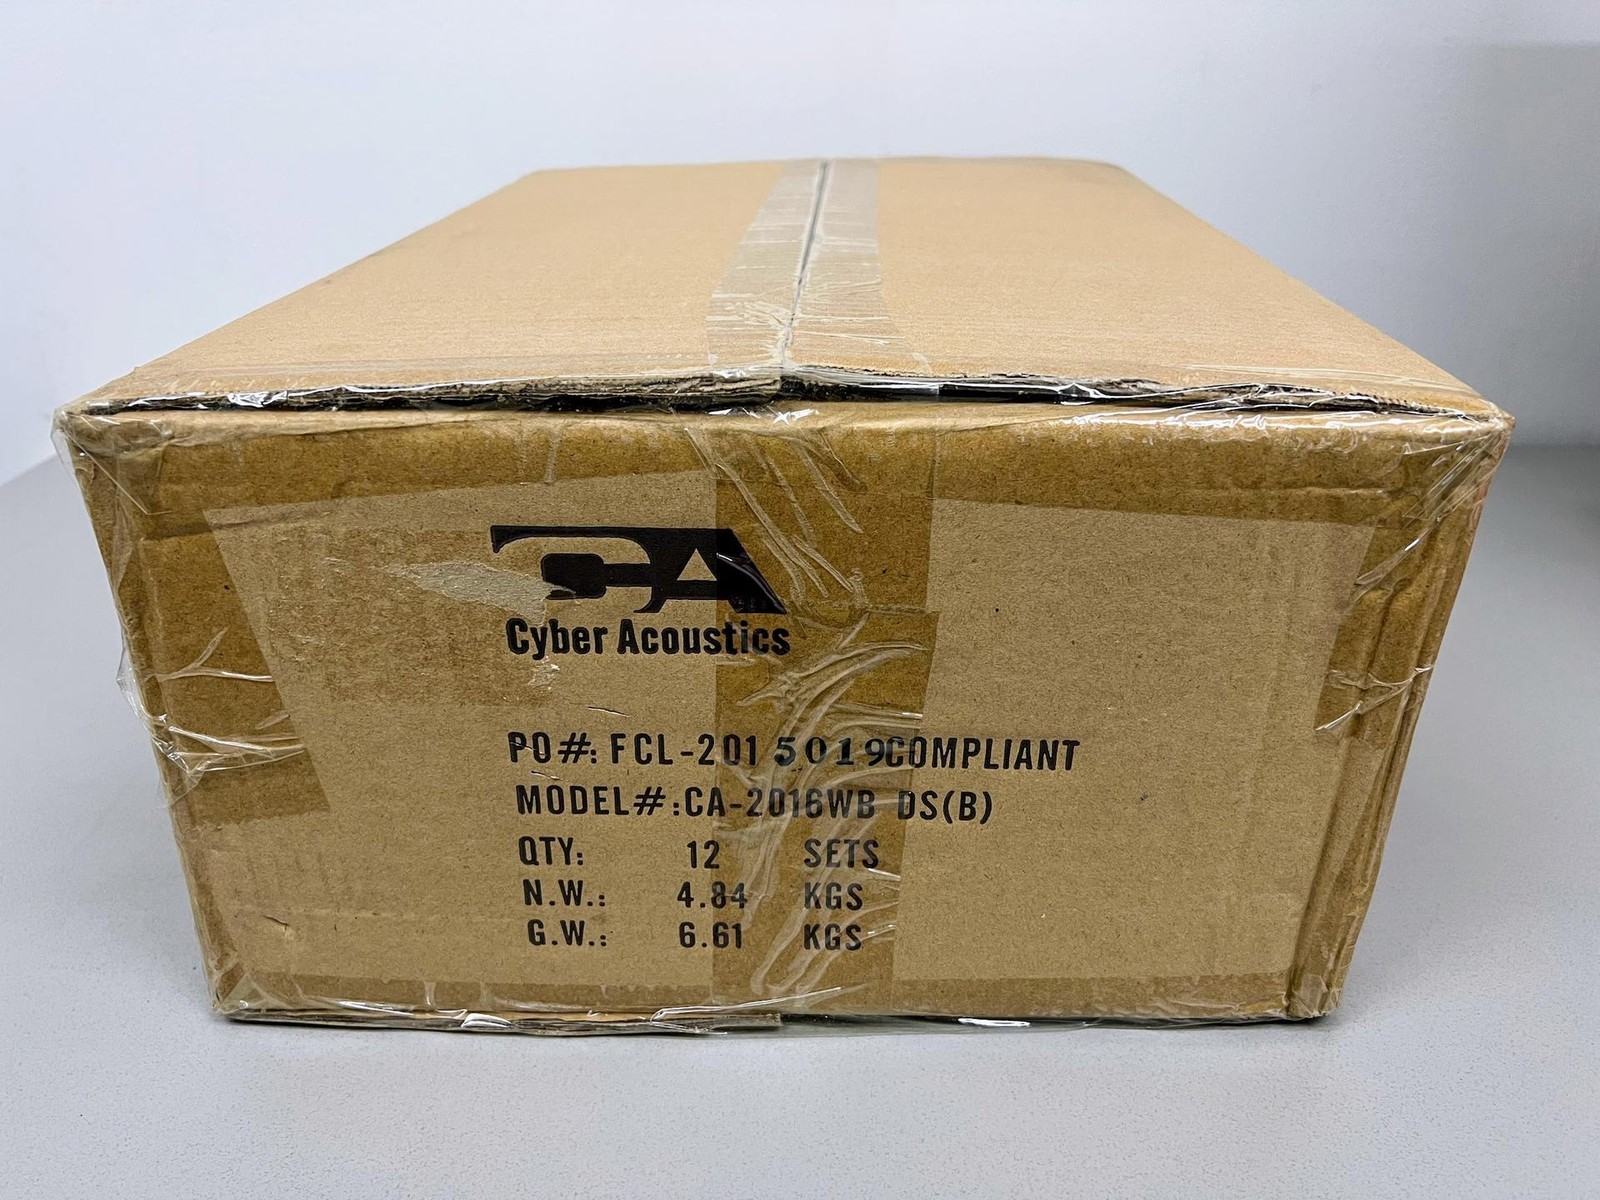 CA
Cyber Acoustics
PO#: FCL-2015019COMPLIANT
MODEL#:CA-2016WB DS(B)
QTY: 12 SETS
N.W.: 4.84 KGS
G.W.: 6.61 KGS